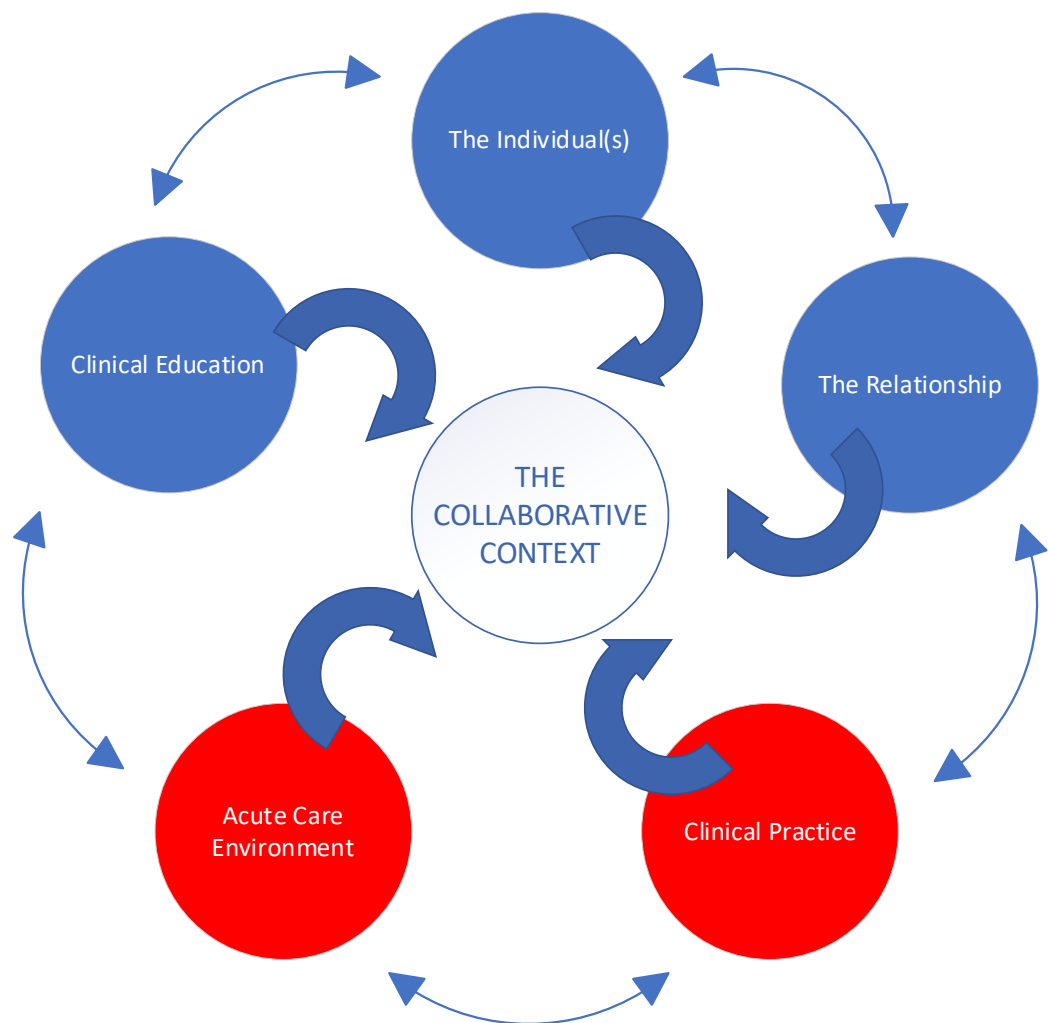 The Individual(s)
Clinical Education
The Relationship
THE
COLLABORATIVE
CONTEXT
Acute Care
Environment
Clinical Practice